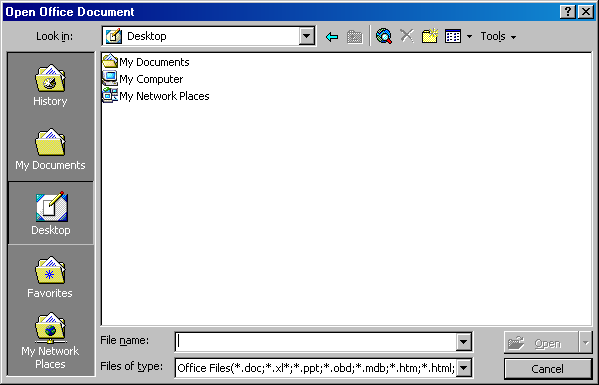 Open Office Document
Look in: Desktop Tools
My Documents
My Computer
My Network Places
History
My Documents
Desktop
Favorites
My Network
Places
File name: Open
Files of type: Office Files(*.doc;*.xl*;*.ppt;*.obd;*.mdb;*.htm;*.html; Cancel